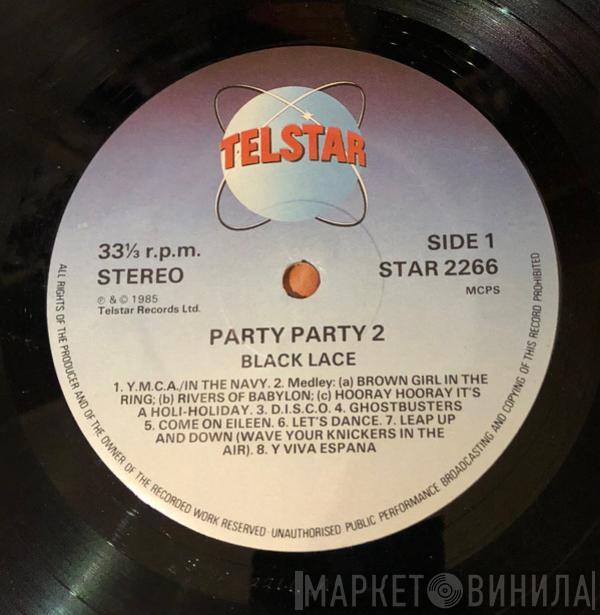 TELSTAR
33⅓ r.p.m.
STEREO
℗ & © 1985
Telstar Records Ltd.
SIDE 1
STAR 2266
MCPS
PARTY PARTY 2
BLACK LACE
1. Y.M.C.A./IN THE NAVY. 2. Medley: (a) BROWN GIRL IN THE
RING; (b) RIVERS OF BABYLON; (c) HOORAY HOORAY IT'S
A HOLI-HOLIDAY. 3. D.I.S.C.O. 4. GHOSTBUSTERS
5. COME ON EILEEN. 6. LET'S DANCE. 7. LEAP UP
AND DOWN (WAVE YOUR KNICKERS IN THE
AIR). 8. Y VIVA ESPANA
ALL RIGHTS OF THE PRODUCER AND OF THE OWNER OF THE RECORDED WORK RESERVED · UNAUTHORISED PUBLIC PERFORMANCE BROADCASTING AND COPYING OF THIS RECORD PROHIBITED
МАРКЕТ ВИНИЛА